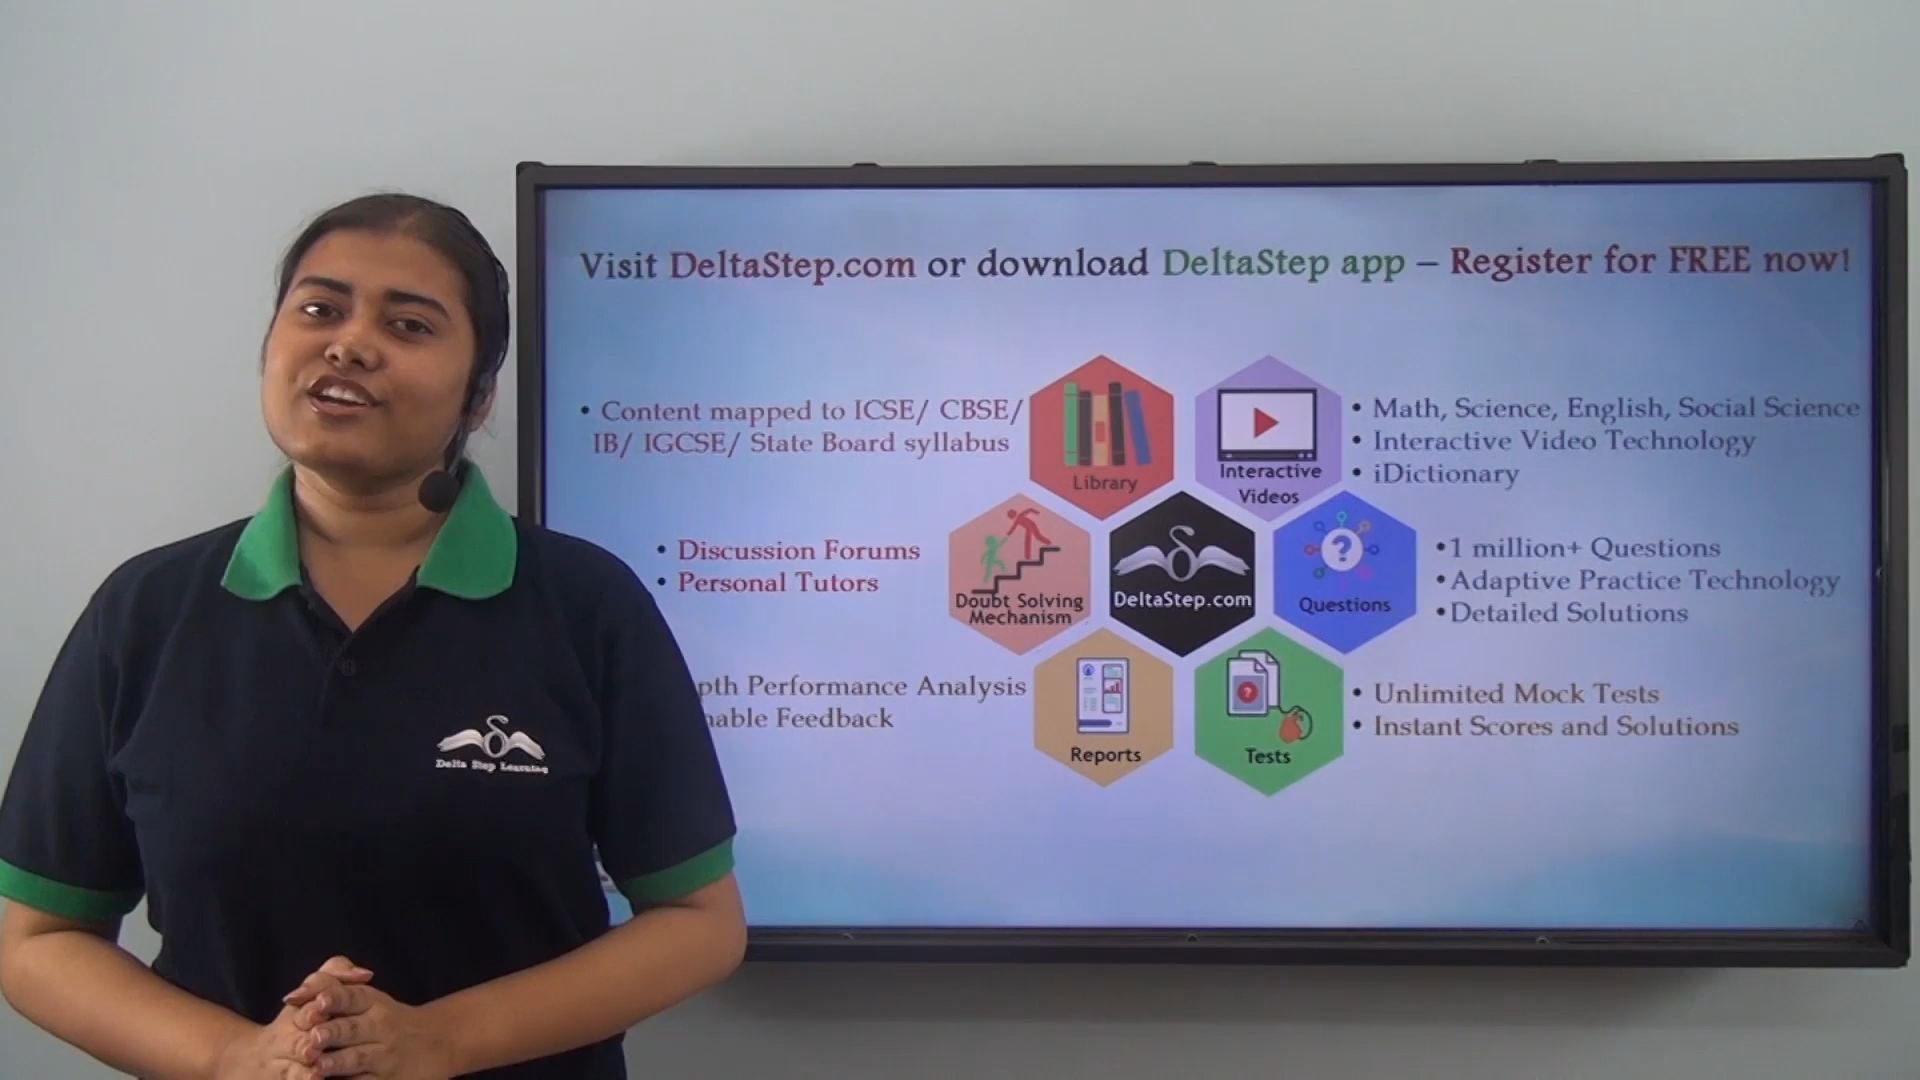 Visit DeltaStep.com or download DeltaStep app – Register for FREE now!
• Content mapped to ICSE/ CBSE/
IB/ IGCSE/ State Board syllabus
Library
Interactive
Videos
• Math, Science, English, Social Science
• Interactive Video Technology
• iDictionary
• Discussion Forums
• Personal Tutors
Doubt Solving
Mechanism
DeltaStep.com
Questions
•1 million+ Questions
•Adaptive Practice Technology
•Detailed Solutions
Performance Analysis
Feedback
Reports
Tests
• Unlimited Mock Tests
• Instant Scores and Solutions
Delta Step Learning